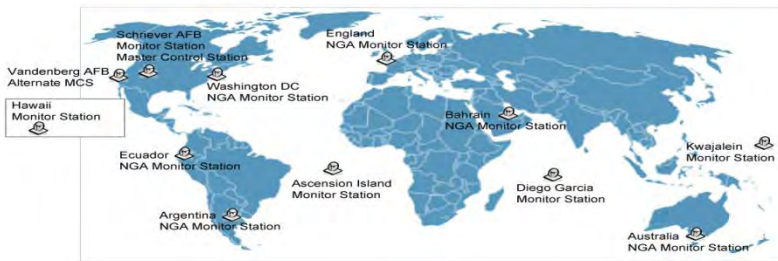 Schriever AFB
Monitor Station
Master Control Station
England
NGA Monitor Station
Vandenberg AFB
Alternate MCS
Washington DC
NGA Monitor Station
Hawaii
Monitor Station
Bahrain
NGA Monitor Station
Kwajalein
Monitor Station
Ecuador
NGA Monitor Station
Ascension Island
Monitor Station
Diego Garcia
Monitor Station
Argentina
NGA Monitor Station
Australia
NGA Monitor Station